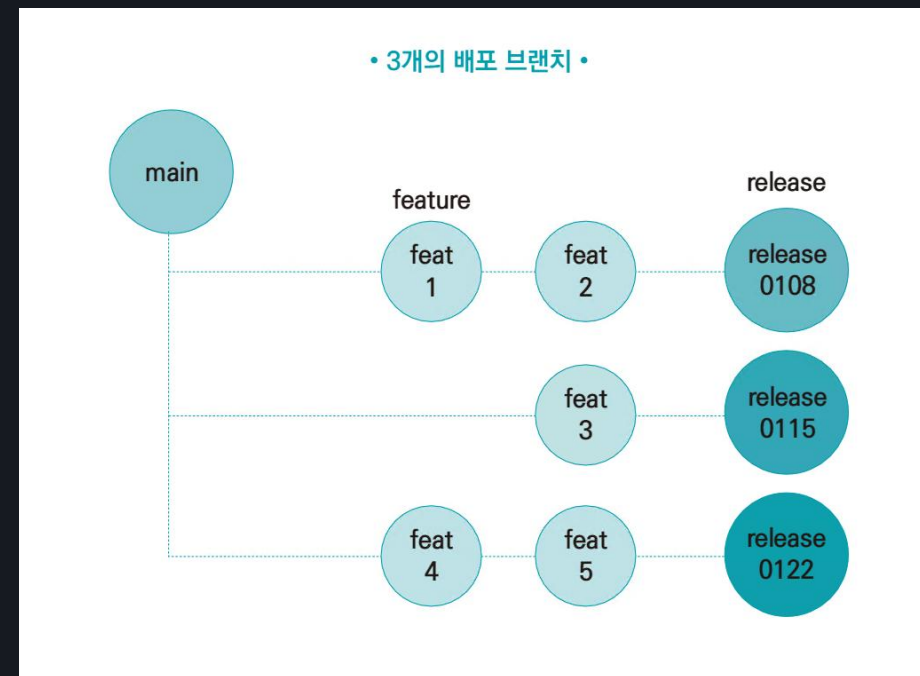 • 3개의 배포 브랜치 •
main
feature
release
feat
1
feat
2
release
0108
feat
3
release
0115
feat
4
feat
5
release
0122